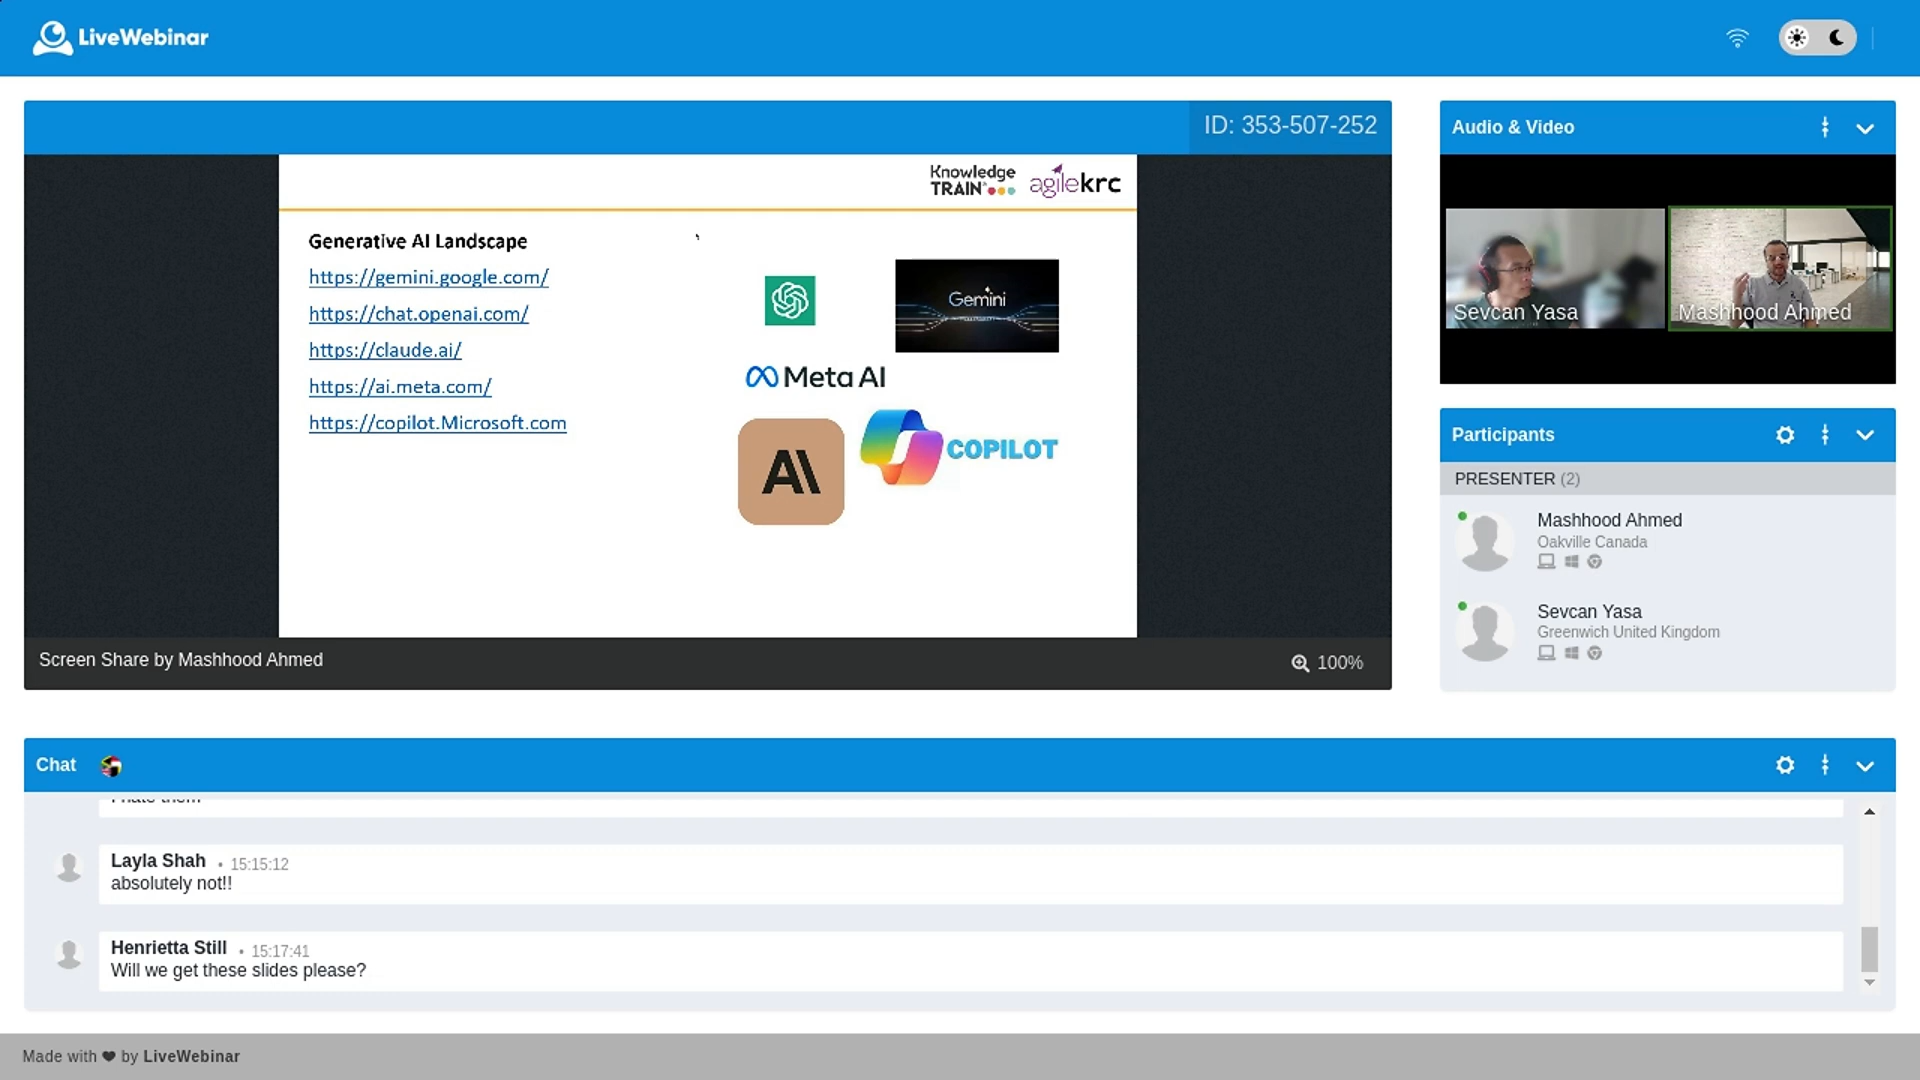 LiveWebinar
ID: 353-507-252
Knowledge
TRAIN
agilekrc
Generative AI Landscape
https://gemini.google.com/
https://chat.openai.com/
https://claude.ai/
https://ai.meta.com/
https://copilot.Microsoft.com
Gemini
Meta AI
AI
COPILOT
Screen Share by Mashhood Ahmed
100%
Audio & Video
Sevcan Yasa
Mashhood Ahmed
Participants
PRESENTER (2)
Mashhood Ahmed
Oakville Canada
Sevcan Yasa
Greenwich United Kingdom
Chat
Layla Shah • 15:15:12
absolutely not!!
Henrietta Still • 15:17:41
Will we get these slides please?
Made with ❤ by LiveWebinar